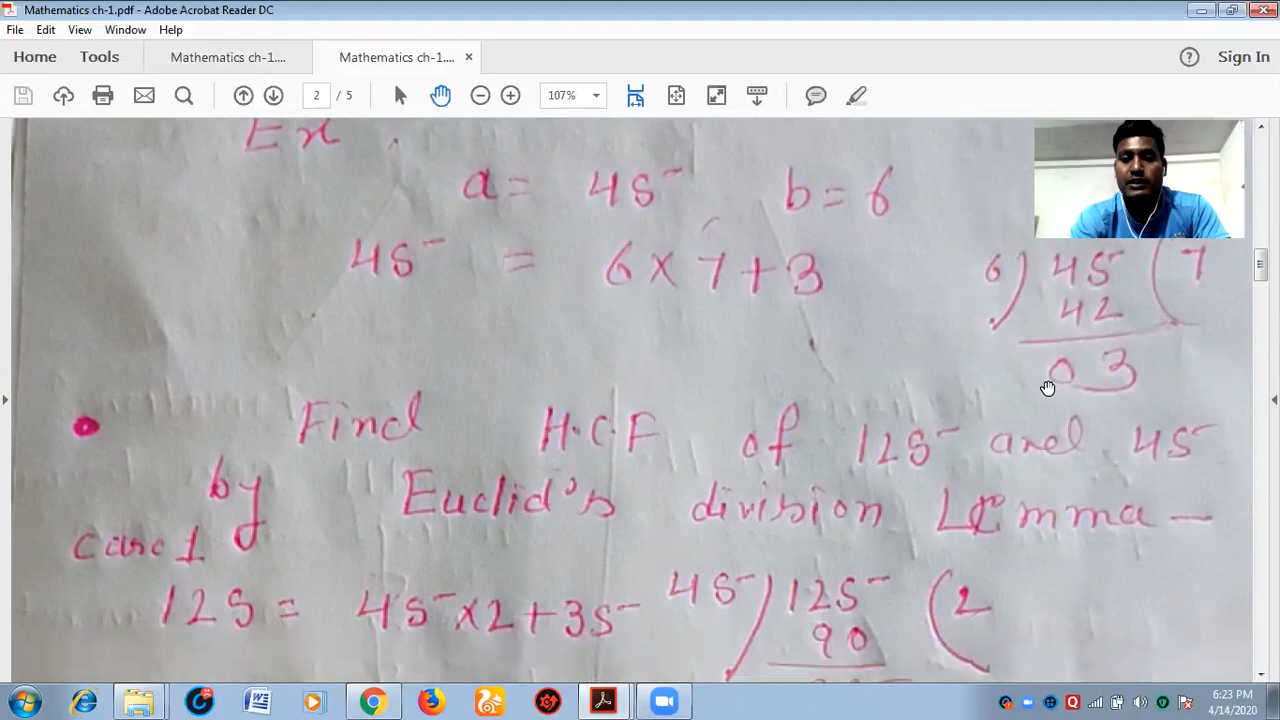 Mathematics ch-1.pdf - Adobe Acrobat Reader DC
File Edit View Window Help
Home Tools Mathematics ch-1.... Mathematics ch-1.... × Sign In
2 / 5 107%
Ex
a = 45 b = 6
45 = 6 × 7 + 3
6) 45 (7
42
03
Find H.C.F of 125 and 45
by Euclid's division Lemma —
case 1
125 = 45 × 2 + 35
45) 125 (2
90
6:23 PM
4/14/2020